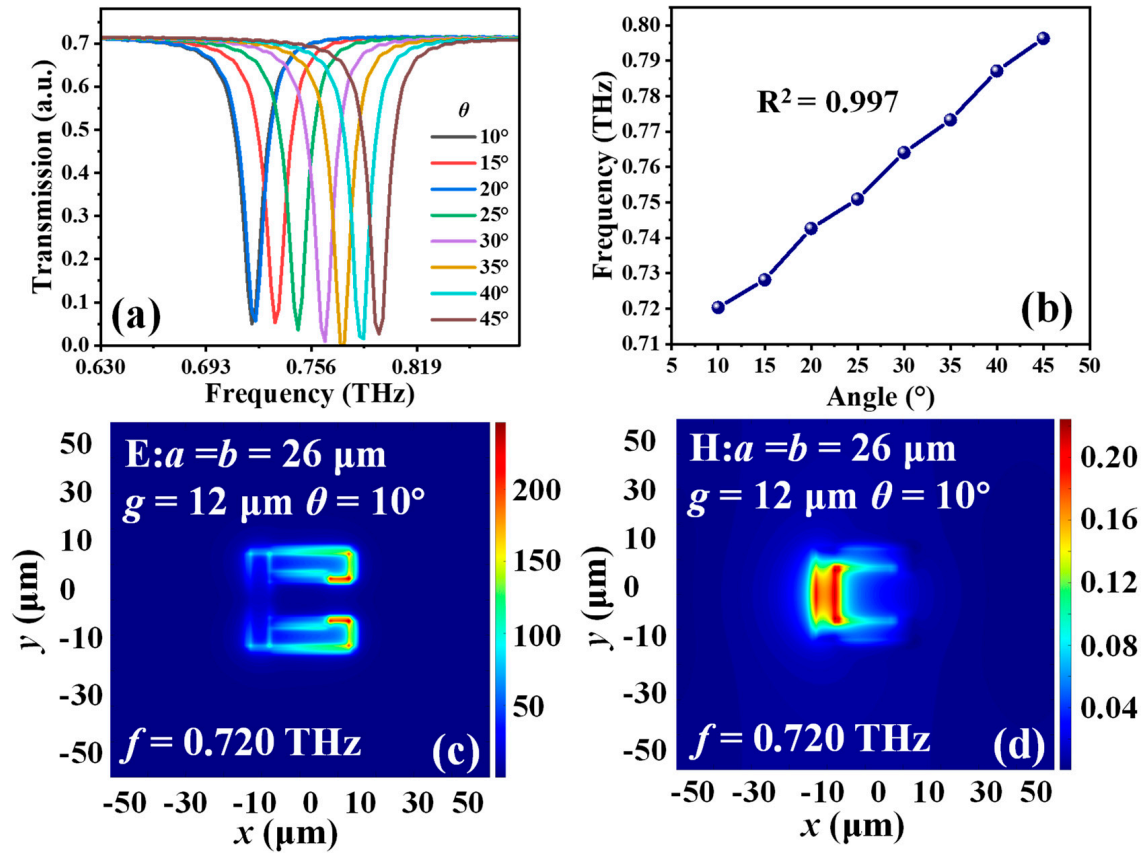 0.7
0.6
0.5
0.4
0.3
0.2
0.1
0.0
Transmission (a.u.)
θ
10°
15°
20°
25°
30°
35°
40°
45°
(a)
0.630 0.693 0.756 0.819
Frequency (THz)
0.80
0.79
0.77
0.76
0.75
0.74
0.73
0.72
0.71
Frequency (THz)
R² = 0.997
(b)
5 10 15 20 25 30 35 40 45 50
Angle (°)
50
30
10
0
-10
-30
-50
y (μm)
E:a =b = 26 μm
g = 12 μm θ = 10°
f = 0.720 THz
(c)
200
150
100
50
-50 -30 -10 0 10 30 50
x (μm)
50
30
10
0
-10
-30
-50
y (μm)
H:a =b = 26 μm
g = 12 μm θ = 10°
f = 0.720 THz
(d)
0.20
0.16
0.12
0.08
0.04
-50 -30 -10 0 10 30 50
x (μm)